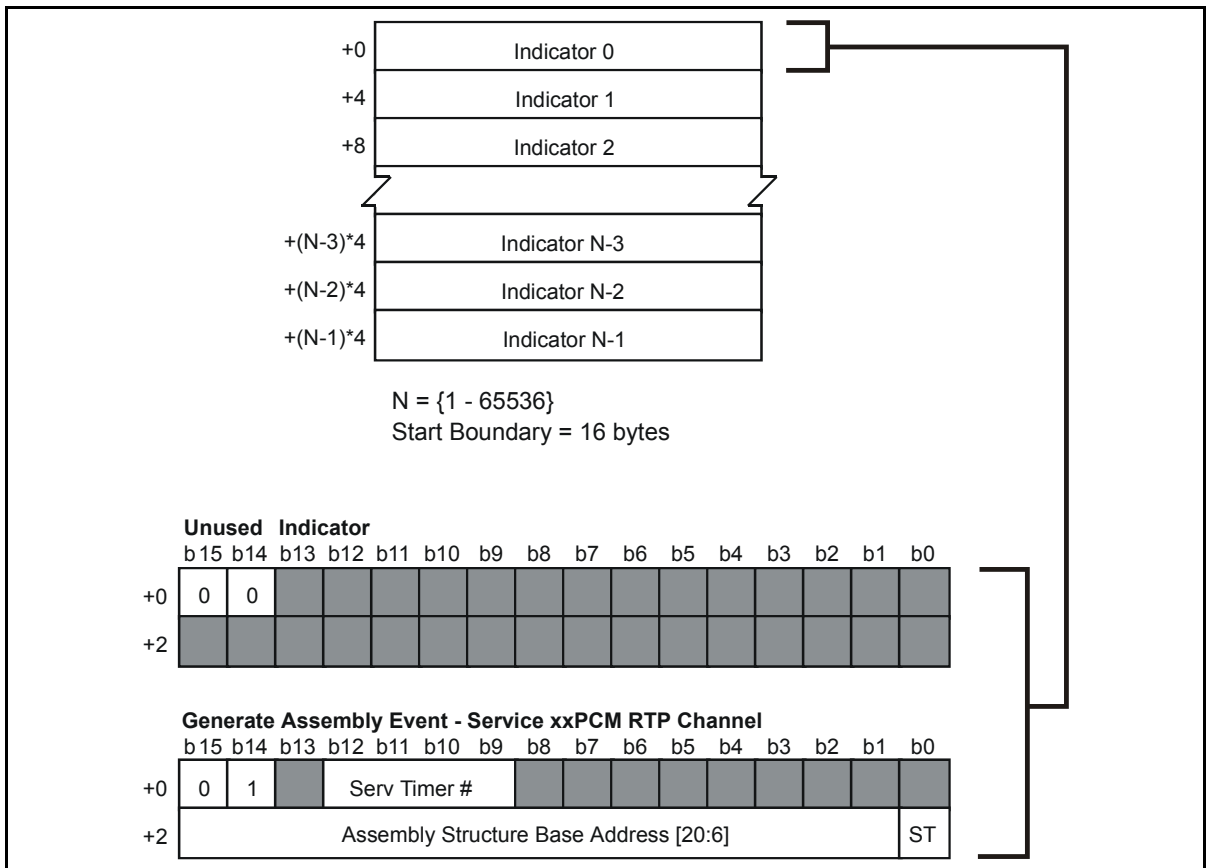 +0 Indicator 0
+4 Indicator 1
+8 Indicator 2
+(N-3)*4 Indicator N-3
+(N-2)*4 Indicator N-2
+(N-1)*4 Indicator N-1
N = {1 - 65536}
Start Boundary = 16 bytes
Unused Indicator
b15 b14 b13 b12 b11 b10 b9 b8 b7 b6 b5 b4 b3 b2 b1 b0
+0 0 0
+2
Generate Assembly Event - Service xxPCM RTP Channel
b15 b14 b13 b12 b11 b10 b9 b8 b7 b6 b5 b4 b3 b2 b1 b0
+0 0 1 Serv Timer #
+2 Assembly Structure Base Address [20:6] ST